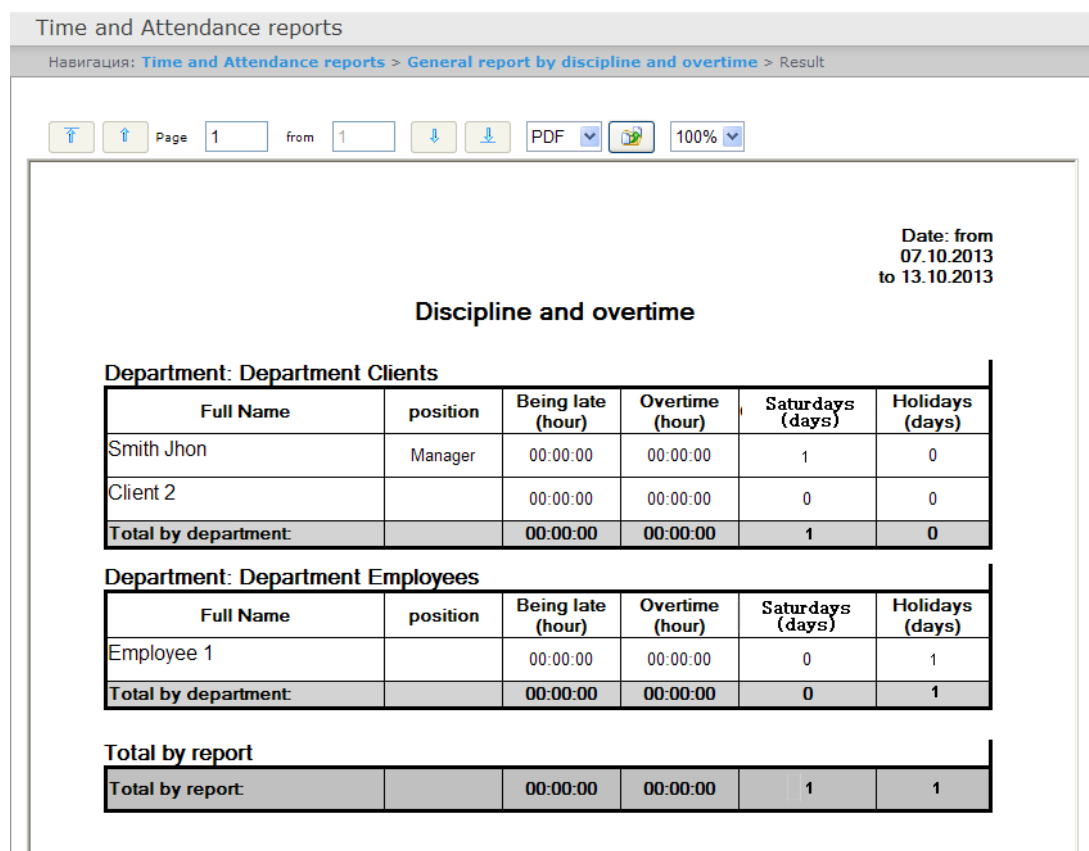 Time and Attendance reports
Навигация: Time and Attendance reports > General report by discipline and overtime > Result
Page 1 from 1 PDF 100%
Date: from
07.10.2013
to 13.10.2013
Discipline and overtime
Department: Department Clients
Full Name position Being late (hour) Overtime (hour) Saturdays (days) Holidays (days)
Smith Jhon Manager 00:00:00 00:00:00 1 0
Client 2 00:00:00 00:00:00 0 0
Total by department: 00:00:00 00:00:00 1 0
Department: Department Employees
Full Name position Being late (hour) Overtime (hour) Saturdays (days) Holidays (days)
Employee 1 00:00:00 00:00:00 0 1
Total by department: 00:00:00 00:00:00 0 1
Total by report
Total by report: 00:00:00 00:00:00 1 1